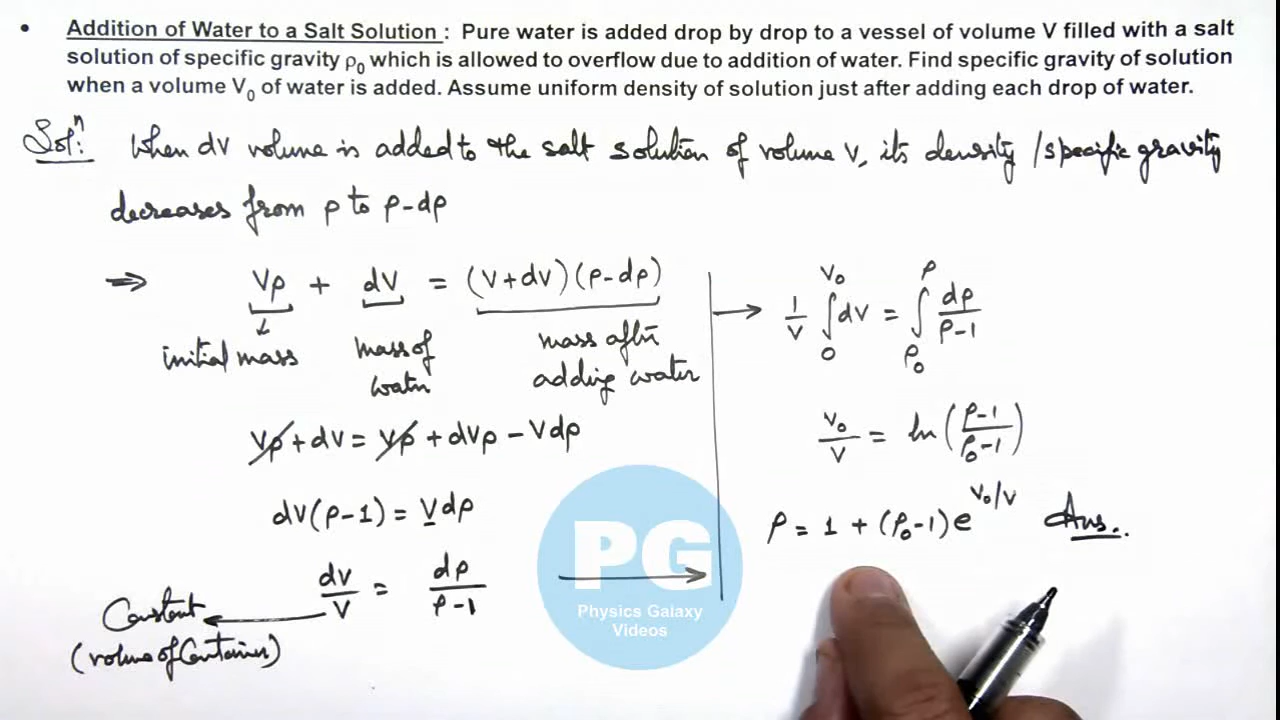 • Addition of Water to a Salt Solution : Pure water is added drop by drop to a vessel of volume V filled with a salt
solution of specific gravity ρ₀ which is allowed to overflow due to addition of water. Find specific gravity of solution
when a volume V₀ of water is added. Assume uniform density of solution just after adding each drop of water.
Solⁿ: When dV volume is added to the salt solution of volume V, its density /specific gravity
decreases from ρ to ρ-dρ
⇒ Vρ + dV = (V+dV)(ρ-dρ)
initial mass
mass of
water
mass after
adding water
Vρ + dV = Vρ + dVρ - Vdρ
dV(ρ-1) = Vdρ
dV/V = dρ/ρ-1
Constant
(volume of Container)
→ 1/V ∫₀^V₀ dV = ∫ρ₀^ρ dρ/ρ-1
V₀/V = ln(ρ-1/ρ₀-1)
ρ = 1 + (ρ₀-1)e^V₀/V Ans.
PG
Physics Galaxy
Videos